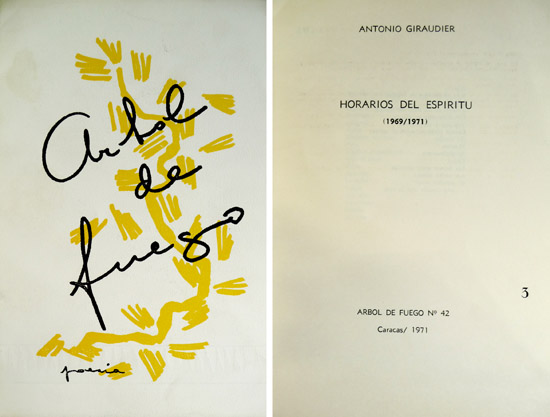 Arbol
de
fuego
poesia
ANTONIO GIRAUDIER
HORARIOS DEL ESPIRITU
(1969/1971)
3
ARBOL DE FUEGO Nº 42
Caracas/ 1971